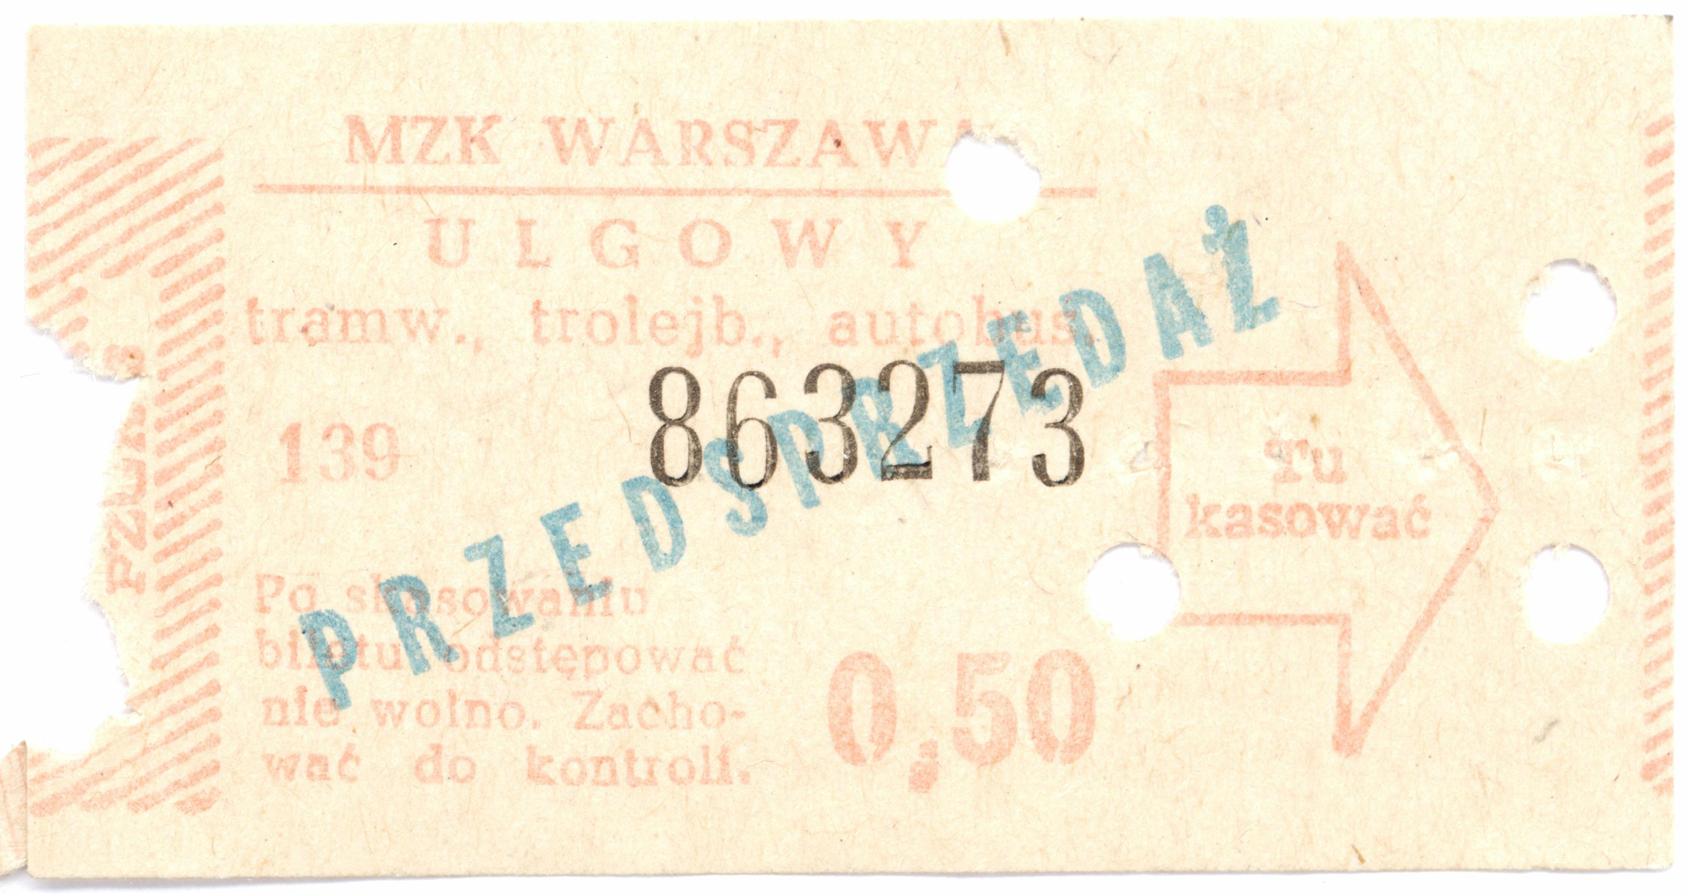 MZK WARSZAWA
ULGOWY
tramw., trolejb., autobus.
139
863273
PRZEDSPRZEDAŻ
Tu
kasować
Po skasowaniu
biletu odstępować
nie wolno. Zacho-
wać do kontroli.
0,50